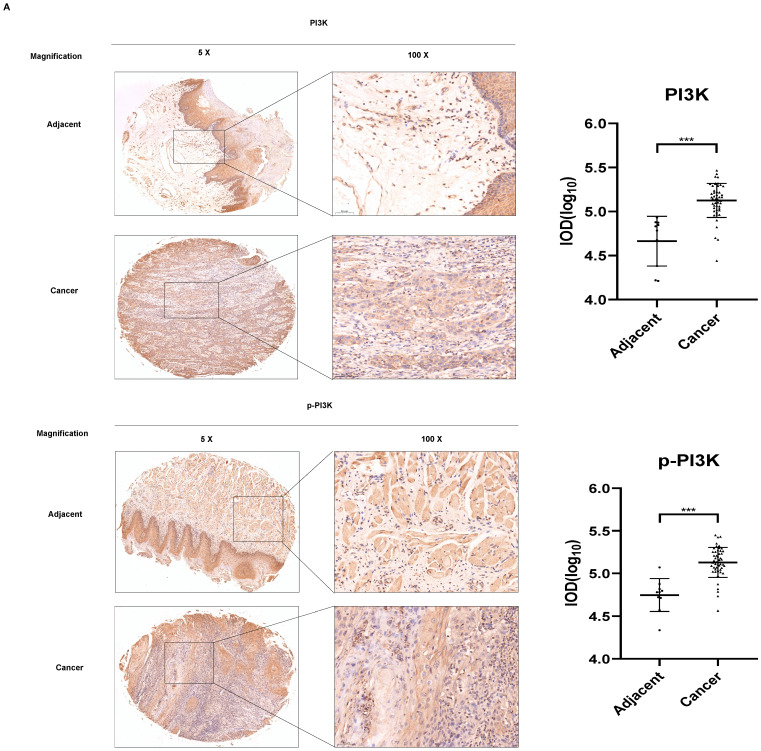 A
PI3K
Magnification
5 X
100 X
Adjacent
Cancer
PI3K
***
IOD(log10)
6.0
5.5
5.0
4.5
4.0
Adjacent
Cancer
p-PI3K
Magnification
5 X
100 X
Adjacent
Cancer
p-PI3K
***
IOD(log10)
6.0
5.5
5.0
4.5
4.0
Adjacent
Cancer